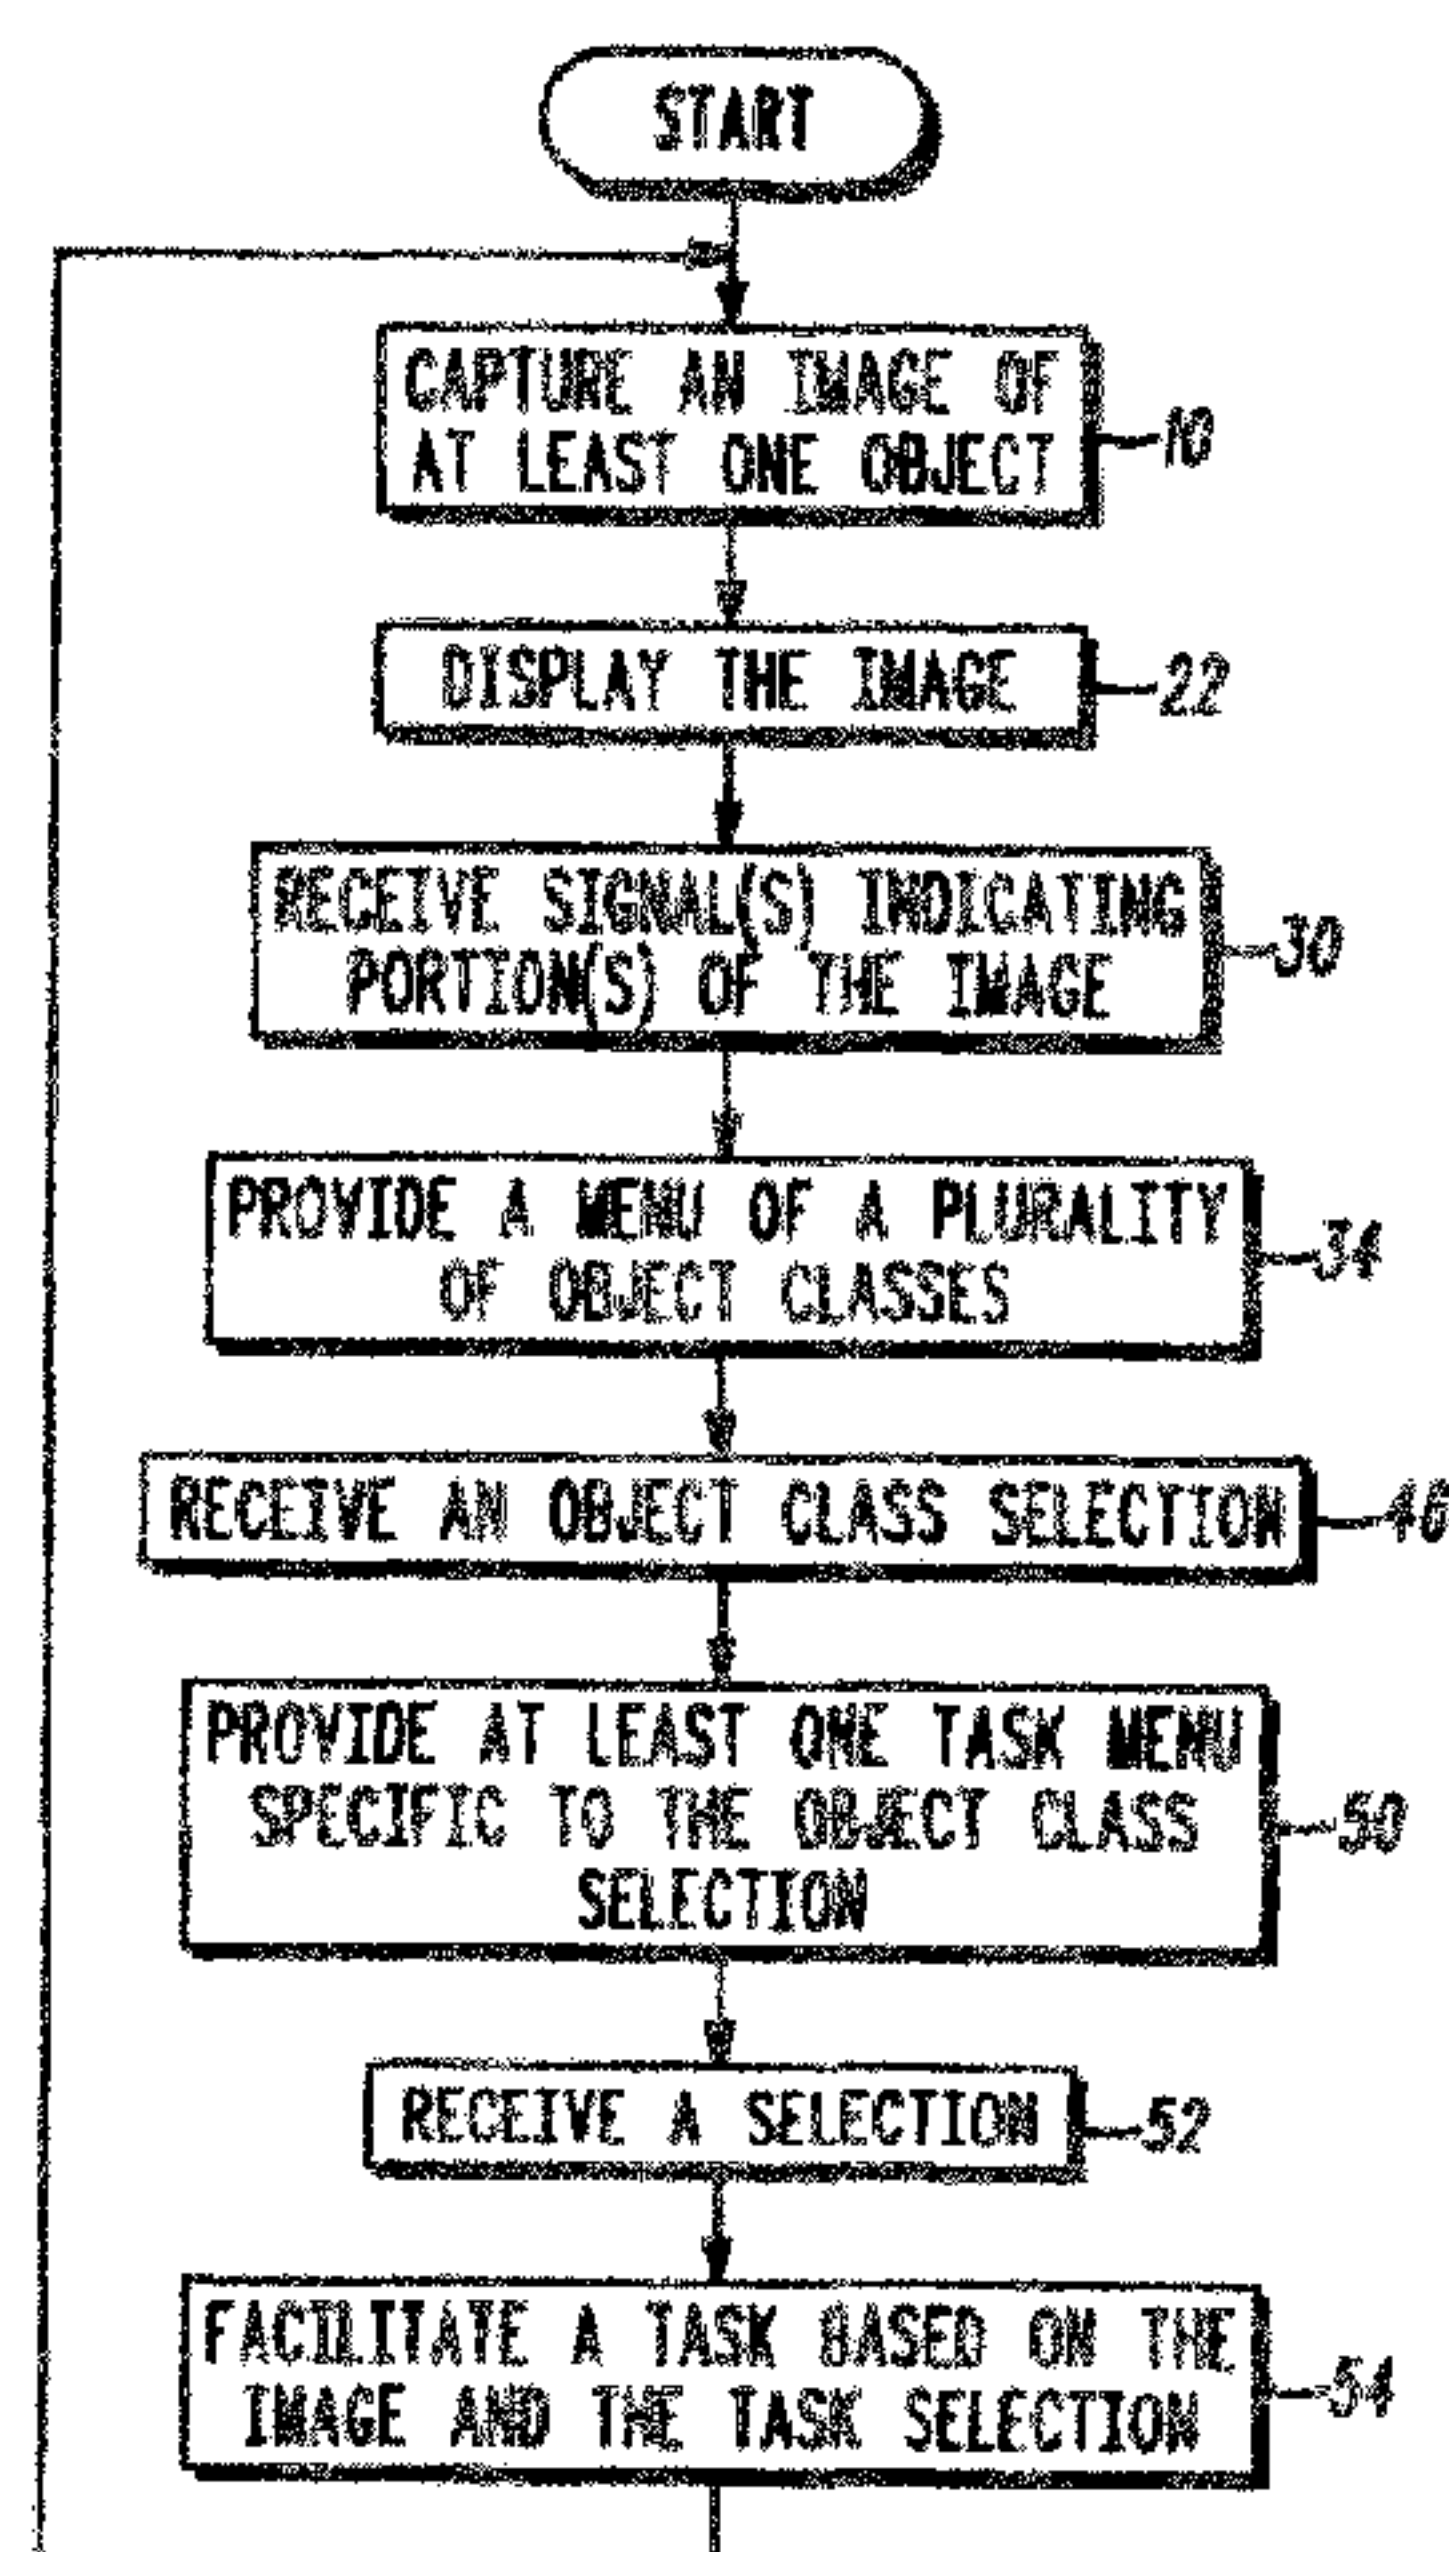 START
CAPTURE AN IMAGE OF
AT LEAST ONE OBJECT
10
DISPLAY THE IMAGE
22
RECEIVE SIGNAL(S) INDICATING
PORTION(S) OF THE IMAGE
30
PROVIDE A MENU OF A PLURALITY
OF OBJECT CLASSES
34
RECEIVE AN OBJECT CLASS SELECTION
PROVIDE AT LEAST ONE TASK MENU
SPECIFIC TO THE OBJECT CLASS
SELECTION
50
RECEIVE A SELECTION
52
FACILITATE A TASK BASED ON THE
IMAGE AND THE TASK SELECTION
54